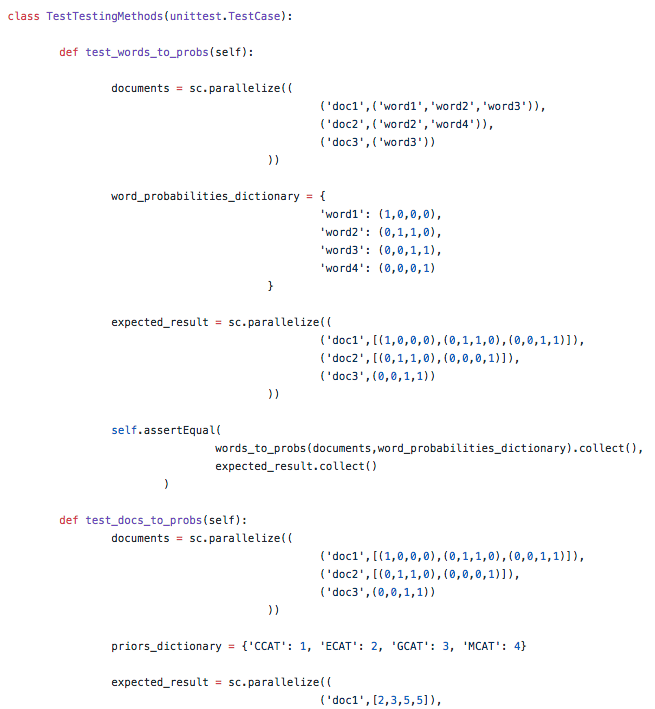 class TestTestingMethods(unittest.TestCase):
def test_words_to_probs(self):
documents = sc.parallelize((
('doc1',('word1','word2','word3')),
('doc2',('word2','word4')),
('doc3',('word3'))
))
word_probabilities_dictionary = {
'word1': (1,0,0,0),
'word2': (0,1,1,0),
'word3': (0,0,1,1),
'word4': (0,0,0,1)
}
expected_result = sc.parallelize((
('doc1',[(1,0,0,0),(0,1,1,0),(0,0,1,1)]),
('doc2',[(0,1,1,0),(0,0,0,1)]),
('doc3',(0,0,1,1))
))
self.assertEqual(
words_to_probs(documents,word_probabilities_dictionary).collect(),
expected_result.collect()
)
def test_docs_to_probs(self):
documents = sc.parallelize((
('doc1',[(1,0,0,0),(0,1,1,0),(0,0,1,1)]),
('doc2',[(0,1,1,0),(0,0,0,1)]),
('doc3',(0,0,1,1))
))
priors_dictionary = {'CCAT': 1, 'ECAT': 2, 'GCAT': 3, 'MCAT': 4}
expected_result = sc.parallelize((
('doc1',[2,3,5,5]),